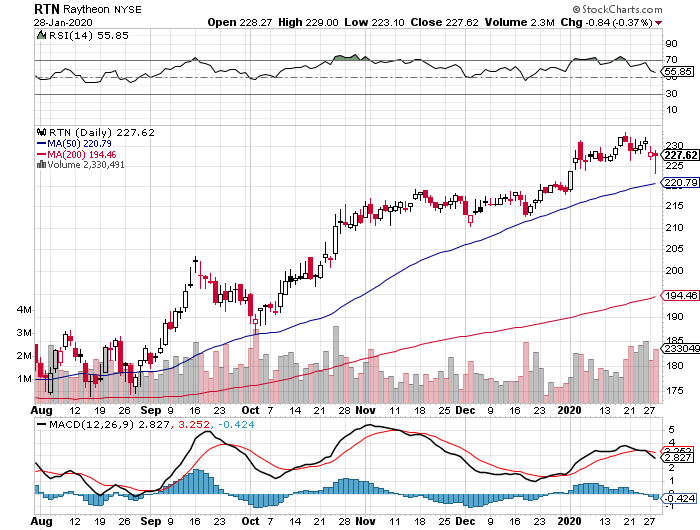 RTN Raytheon NYSE © StockCharts.com
28-Jan-2020 Open 228.27 High 229.00 Low 223.10 Close 227.62 Volume 2.3M Chg -0.84 (-0.37%)
RSI(14) 55.85
90
70
55.85
50
30
10
RTN (Daily) 227.62
MA(50) 220.79
MA(200) 194.46
Volume 2,330,491
230
227.62
225
220.79
215
210
205
200
194.46
190
185
180
175
4M
3M
2M
1M
233049
Aug 12 19 26 Sep 9 16 23 Oct 7 14 21 28 Nov 11 18 25 Dec 9 16 23 2020 13 21 27
MACD(12,26,9) 2.827, 3.252, -0.424
5
4
3.252
2.827
2
1
-0.424
-1
Aug 12 19 26 Sep 9 16 23 Oct 7 14 21 28 Nov 11 18 25 Dec 9 16 23 2020 13 21 27